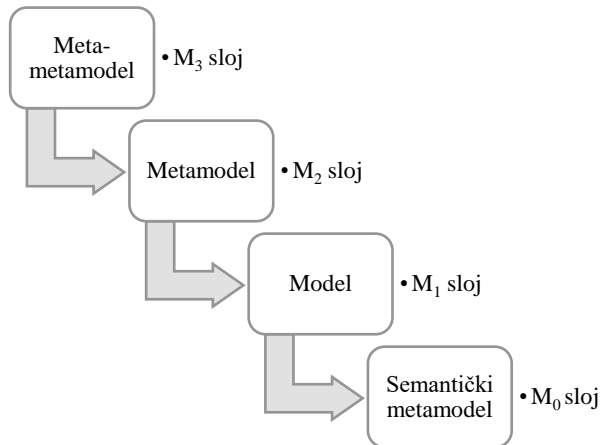 Meta-
metamodel
• M₃ sloj
Metamodel
• M₂ sloj
Model
• M₁ sloj
Semantički
metamodel
• M₀ sloj